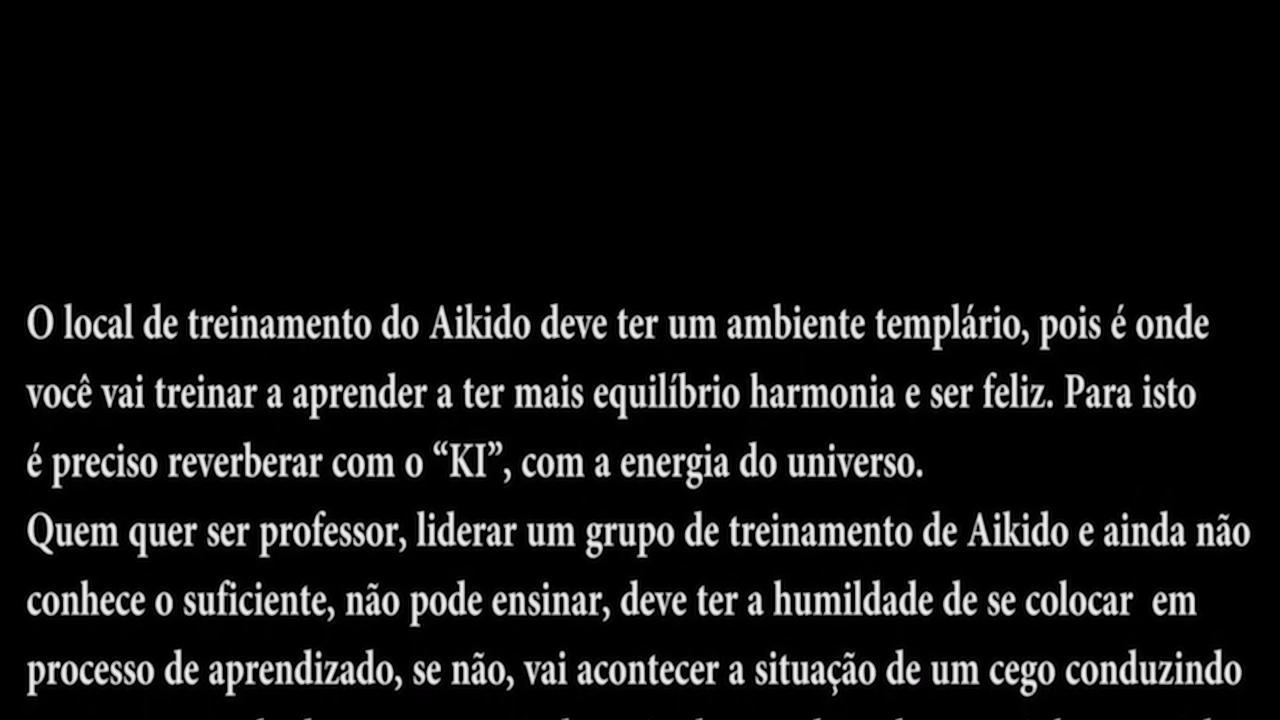 O local de treinamento do Aikido deve ter um ambiente templário, pois é onde
você vai treinar a aprender a ter mais equilíbrio harmonia e ser feliz. Para isto
é preciso reverberar com o “KI”, com a energia do universo.
Quem quer ser professor, liderar um grupo de treinamento de Aikido e ainda não
conhece o suficiente, não pode ensinar, deve ter a humildade de se colocar  em
processo de aprendizado, se não, vai acontecer a situação de um cego conduzindo